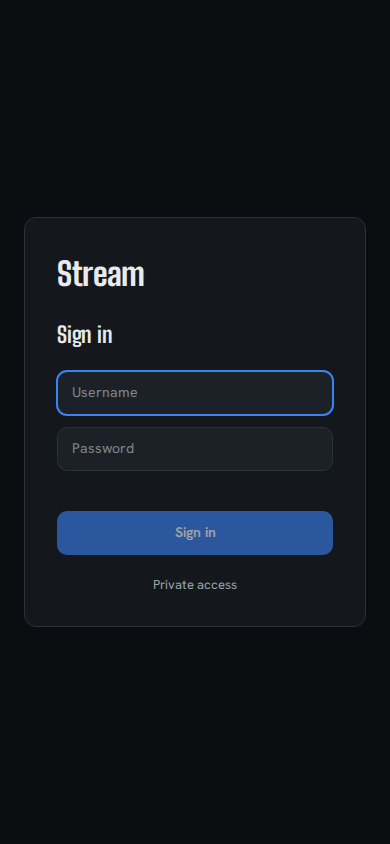 Stream
Sign in
Username
Password
Sign in
Private access